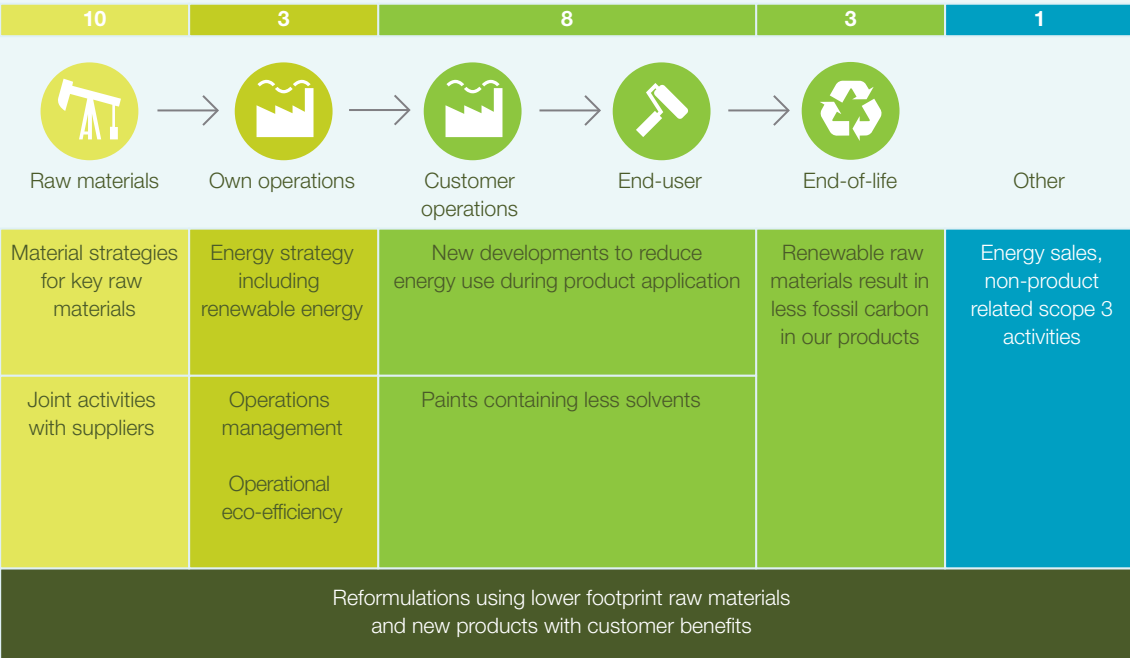 10
3
8
3
1
Raw materials
Own operations
Customer
operations
End-user
End-of-life
Other
Material strategies
for key raw
materials
Energy strategy
including
renewable energy
New developments to reduce
energy use during product application
Renewable raw
materials result in
less fossil carbon
in our products
Energy sales,
non-product
related scope 3
activities
Joint activities
with suppliers
Operations
management
Operational
eco-efficiency
Paints containing less solvents
Reformulations using lower footprint raw materials
and new products with customer benefits